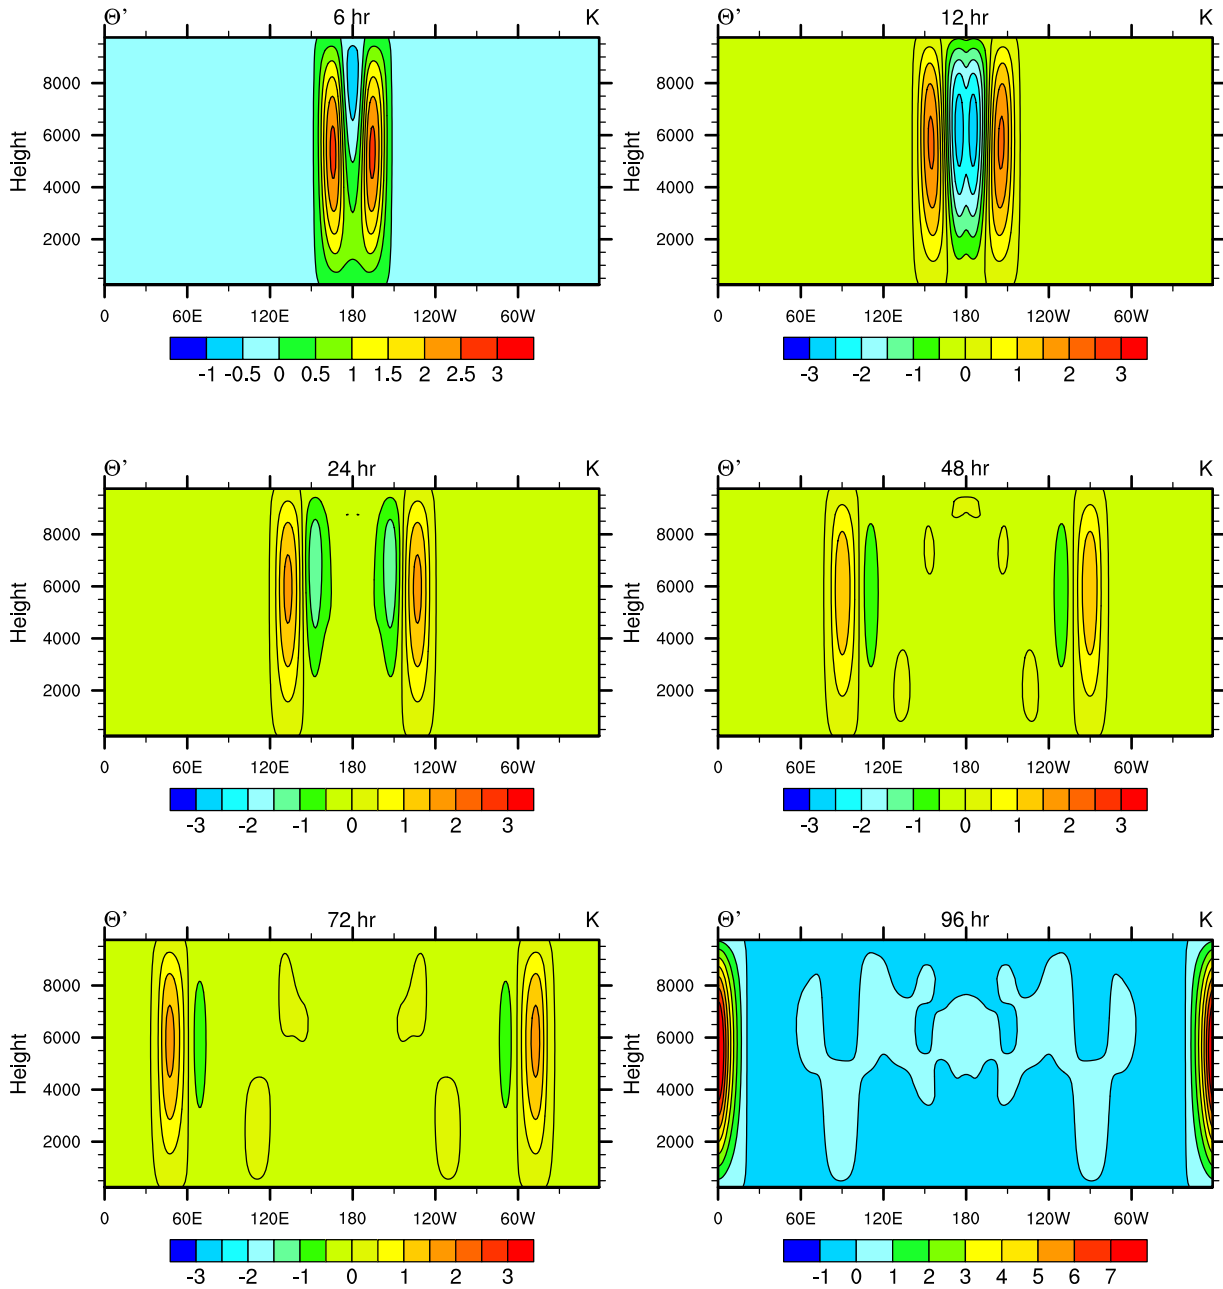 Θ’ 6 hr K
Height
8000
6000
4000
2000
0 60E 120E 180 120W 60W
-1 -0.5 0 0.5 1 1.5 2 2.5 3
Θ’ 12 hr K
Height
8000
6000
4000
2000
0 60E 120E 180 120W 60W
-3 -2 -1 0 1 2 3
Θ’ 24 hr K
Height
8000
6000
4000
2000
0 60E 120E 180 120W 60W
-3 -2 -1 0 1 2 3
Θ’ 48 hr K
Height
8000
6000
4000
2000
0 60E 120E 180 120W 60W
-3 -2 -1 0 1 2 3
Θ’ 72 hr K
Height
8000
6000
4000
2000
0 60E 120E 180 120W 60W
-3 -2 -1 0 1 2 3
Θ’ 96 hr K
Height
8000
6000
4000
2000
0 60E 120E 180 120W 60W
-1 0 1 2 3 4 5 6 7